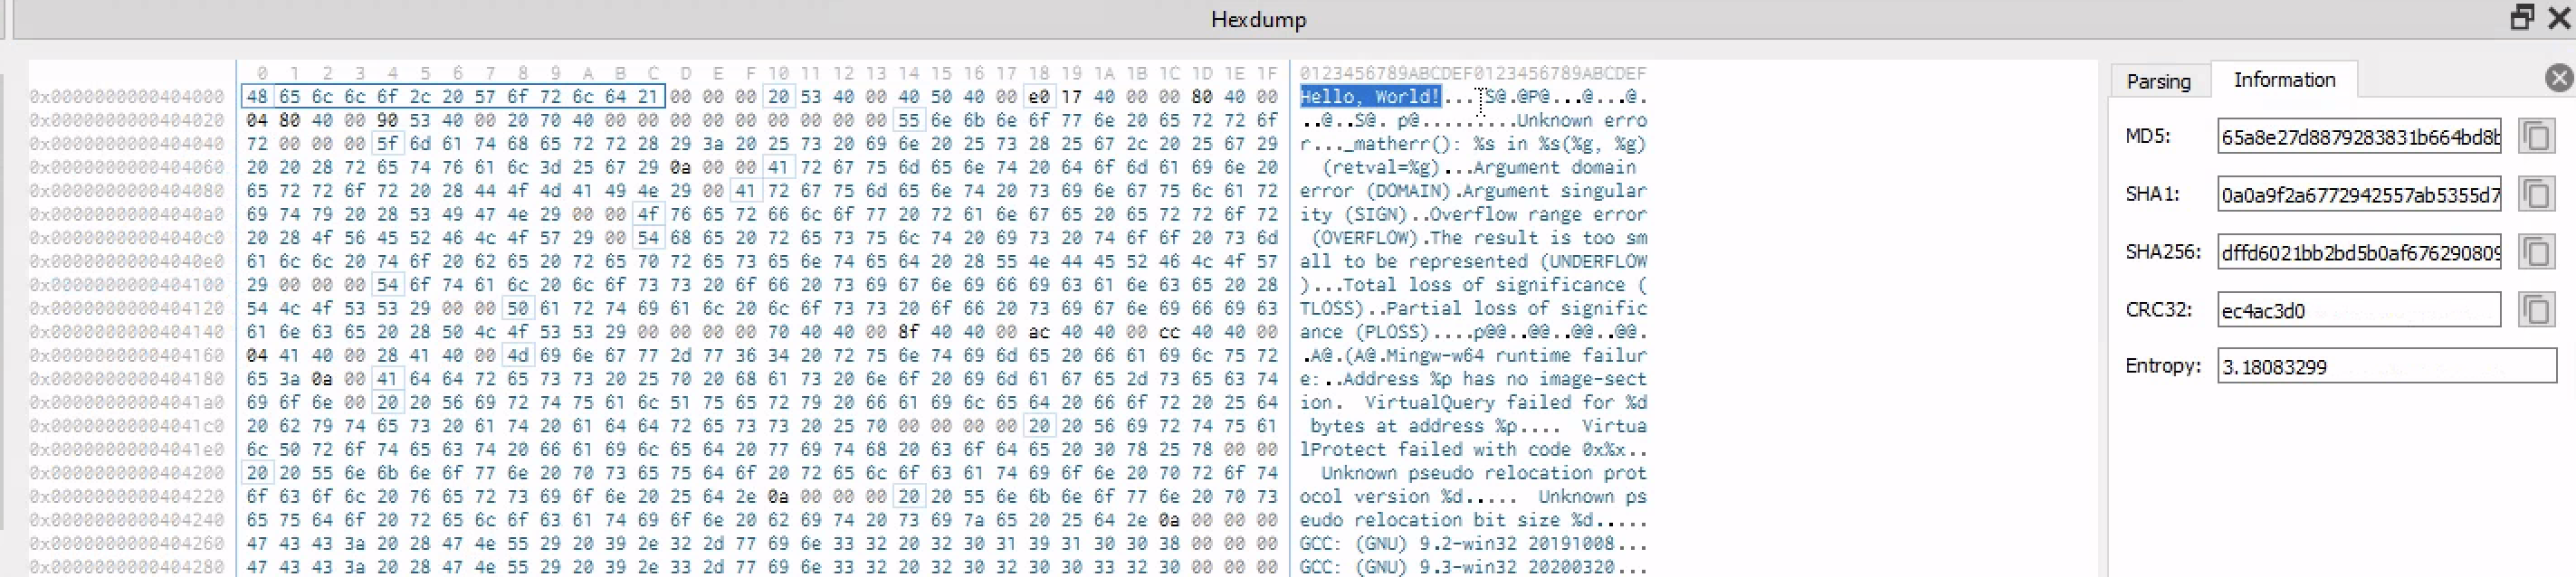 Hexdump
0 1 2 3 4 5 6 7 8 9 A B C D E F 10 11 12 13 14 15 16 17 18 19 1A 1B 1C 1D 1E 1F 0123456789ABCDEF0123456789ABCDEF
0x0000000000404000 48 65 6c 6c 6f 2c 20 57 6f 72 6c 64 21 00 00 00 20 53 40 00 40 50 40 00 e0 17 40 00 00 80 40 00 Hello, World!... S@.@P@...@...@.
0x0000000000404020 04 80 40 00 90 53 40 00 20 70 40 00 00 00 00 00 00 00 00 00 55 6e 6b 6e 6f 77 6e 20 65 72 72 6f ..@..S@. p@.........Unknown erro
0x0000000000404040 72 00 00 00 5f 6d 61 74 68 65 72 72 28 29 3a 20 25 73 20 69 6e 20 25 73 28 25 67 2c 20 25 67 29 r..._matherr(): %s in %s(%g, %g)
0x0000000000404060 20 20 28 72 65 74 76 61 6c 3d 25 67 29 0a 00 00 41 72 67 75 6d 65 6e 74 20 64 6f 6d 61 69 6e 20 (retval=%g)...Argument domain
0x0000000000404080 65 72 72 6f 72 20 28 44 4f 4d 41 49 4e 29 00 41 72 67 75 6d 65 6e 74 20 73 69 6e 67 75 6c 61 72 error (DOMAIN).Argument singular
0x00000000004040a0 69 74 79 20 28 53 49 47 4e 29 00 00 4f 76 65 72 66 6c 6f 77 20 72 61 6e 67 65 20 65 72 72 6f 72 ity (SIGN)..Overflow range error
0x00000000004040c0 20 28 4f 56 45 52 46 4c 4f 57 29 00 54 68 65 20 72 65 73 75 6c 74 20 69 73 20 74 6f 6f 20 73 6d (OVERFLOW).The result is too sm
0x00000000004040e0 61 6c 6c 20 74 6f 20 62 65 20 72 65 70 72 65 73 65 6e 74 65 64 20 28 55 4e 44 45 52 46 4c 4f 57 all to be represented (UNDERFLOW
0x0000000000404100 29 00 00 00 54 6f 74 61 6c 20 6c 6f 73 73 20 6f 66 20 73 69 67 6e 69 66 69 63 61 6e 63 65 20 28 )...Total loss of significance (
0x0000000000404120 54 4c 4f 53 53 29 00 00 50 61 72 74 69 61 6c 20 6c 6f 73 73 20 6f 66 20 73 69 67 6e 69 66 69 63 TLOSS)..Partial loss of signific
0x0000000000404140 61 6e 63 65 20 28 50 4c 4f 53 53 29 00 00 00 00 70 40 40 00 8f 40 40 00 ac 40 40 00 cc 40 40 00 ance (PLOSS)....p@@..@@..@@..@@.
0x0000000000404160 04 41 40 00 28 41 40 00 4d 69 6e 67 77 2d 77 36 34 20 72 75 6e 74 69 6d 65 20 66 61 69 6c 75 72 .A@.(A@.Mingw-w64 runtime failur
0x0000000000404180 65 3a 0a 00 41 64 64 72 65 73 73 20 25 70 20 68 61 73 20 6e 6f 20 69 6d 61 67 65 2d 73 65 63 74 e:..Address %p has no image-sect
0x00000000004041a0 69 6f 6e 00 20 20 56 69 72 74 75 61 6c 51 75 65 72 79 20 66 61 69 6c 65 64 20 66 6f 72 20 25 64 ion.  VirtualQuery failed for %d
0x00000000004041c0 20 62 79 74 65 73 20 61 74 20 61 64 64 72 65 73 73 20 25 70 00 00 00 00 20 20 56 69 72 74 75 61 bytes at address %p....  Virtua
0x00000000004041e0 6c 50 72 6f 74 65 63 74 20 66 61 69 6c 65 64 20 77 69 74 68 20 63 6f 64 65 20 30 78 25 78 00 00 lProtect failed with code 0x%x..
0x0000000000404200 20 20 55 6e 6b 6e 6f 77 6e 20 70 73 65 75 64 6f 20 72 65 6c 6f 63 61 74 69 6f 6e 20 70 72 6f 74 Unknown pseudo relocation prot
0x0000000000404220 6f 63 6f 6c 20 76 65 72 73 69 6f 6e 20 25 64 2e 0a 00 00 00 20 20 55 6e 6b 6e 6f 77 6e 20 70 73 ocol version %d.....  Unknown ps
0x0000000000404240 65 75 64 6f 20 72 65 6c 6f 63 61 74 69 6f 6e 20 62 69 74 20 73 69 7a 65 20 25 64 2e 0a 00 00 00 eudo relocation bit size %d.....
0x0000000000404260 47 43 43 3a 20 28 47 4e 55 29 20 39 2e 32 2d 77 69 6e 33 32 20 32 30 31 39 31 30 30 38 00 00 00 GCC: (GNU) 9.2-win32 20191008...
0x0000000000404280 47 43 43 3a 20 28 47 4e 55 29 20 39 2e 33 2d 77 69 6e 33 32 20 32 30 32 30 30 33 32 30 00 00 00 GCC: (GNU) 9.3-win32 20200320...
Parsing Information
MD5: 65a8e27d8879283831b664bd8b
SHA1: 0a0a9f2a6772942557ab5355d7
SHA256: dffd6021bb2bd5b0af676290809
CRC32: ec4ac3d0
Entropy: 3.18083299